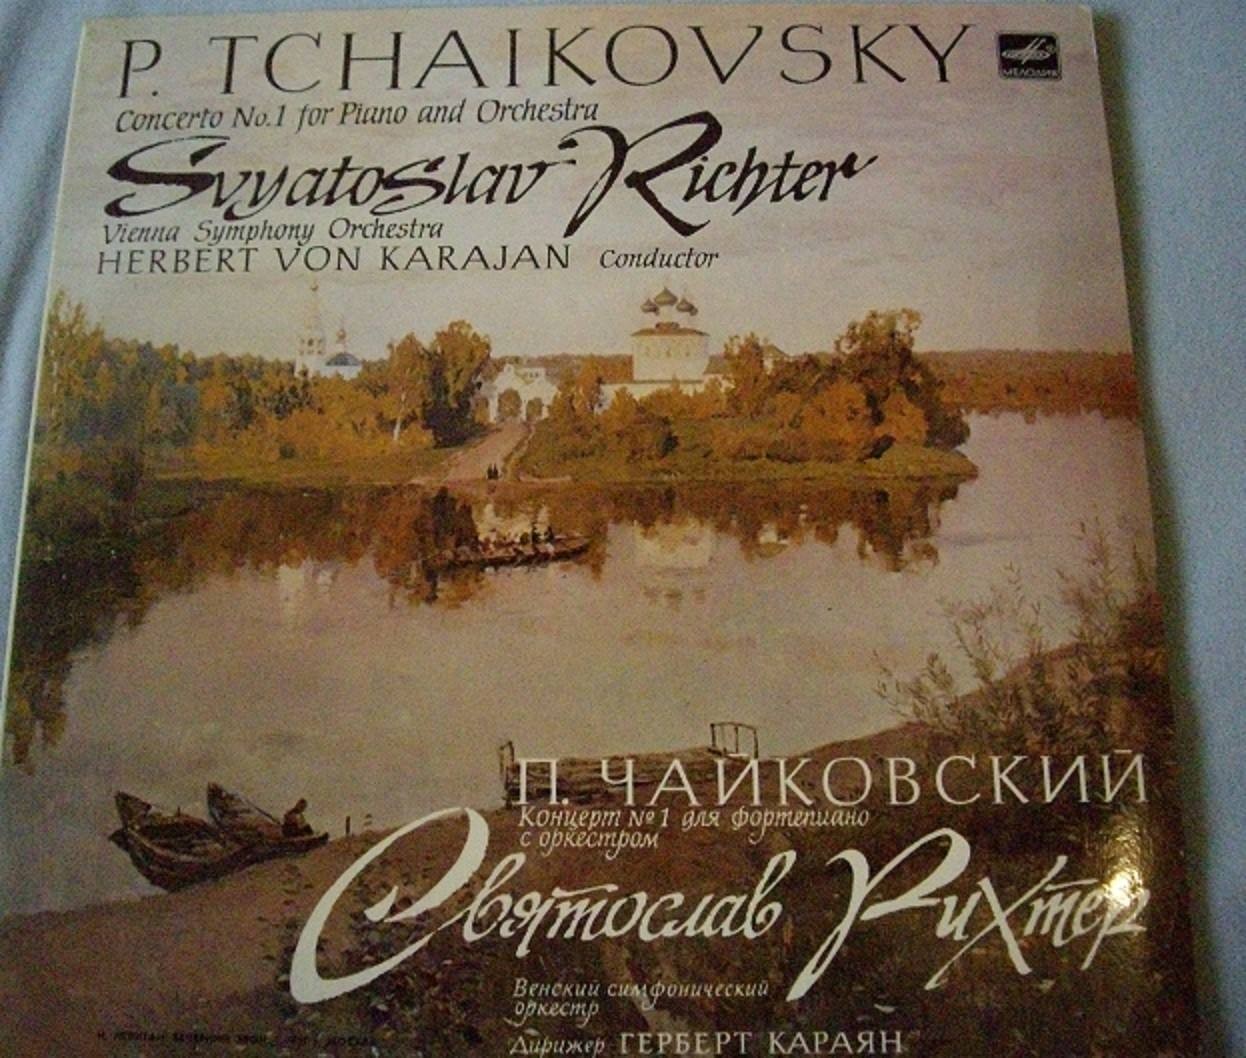 P. TCHAIKOVSKY
МЕЛОДИЯ
Concerto No.1 for Piano and Orchestra
Svyatoslav Richter
Vienna Symphony Orchestra
HERBERT VON KARAJAN Conductor
П. ЧАЙКОВСКИЙ
Концерт №1 для фортепиано
с оркестром
Святослав Рихтер
Венский симфонический
оркестр
Дирижер ГЕРБЕРТ КАРАЯН